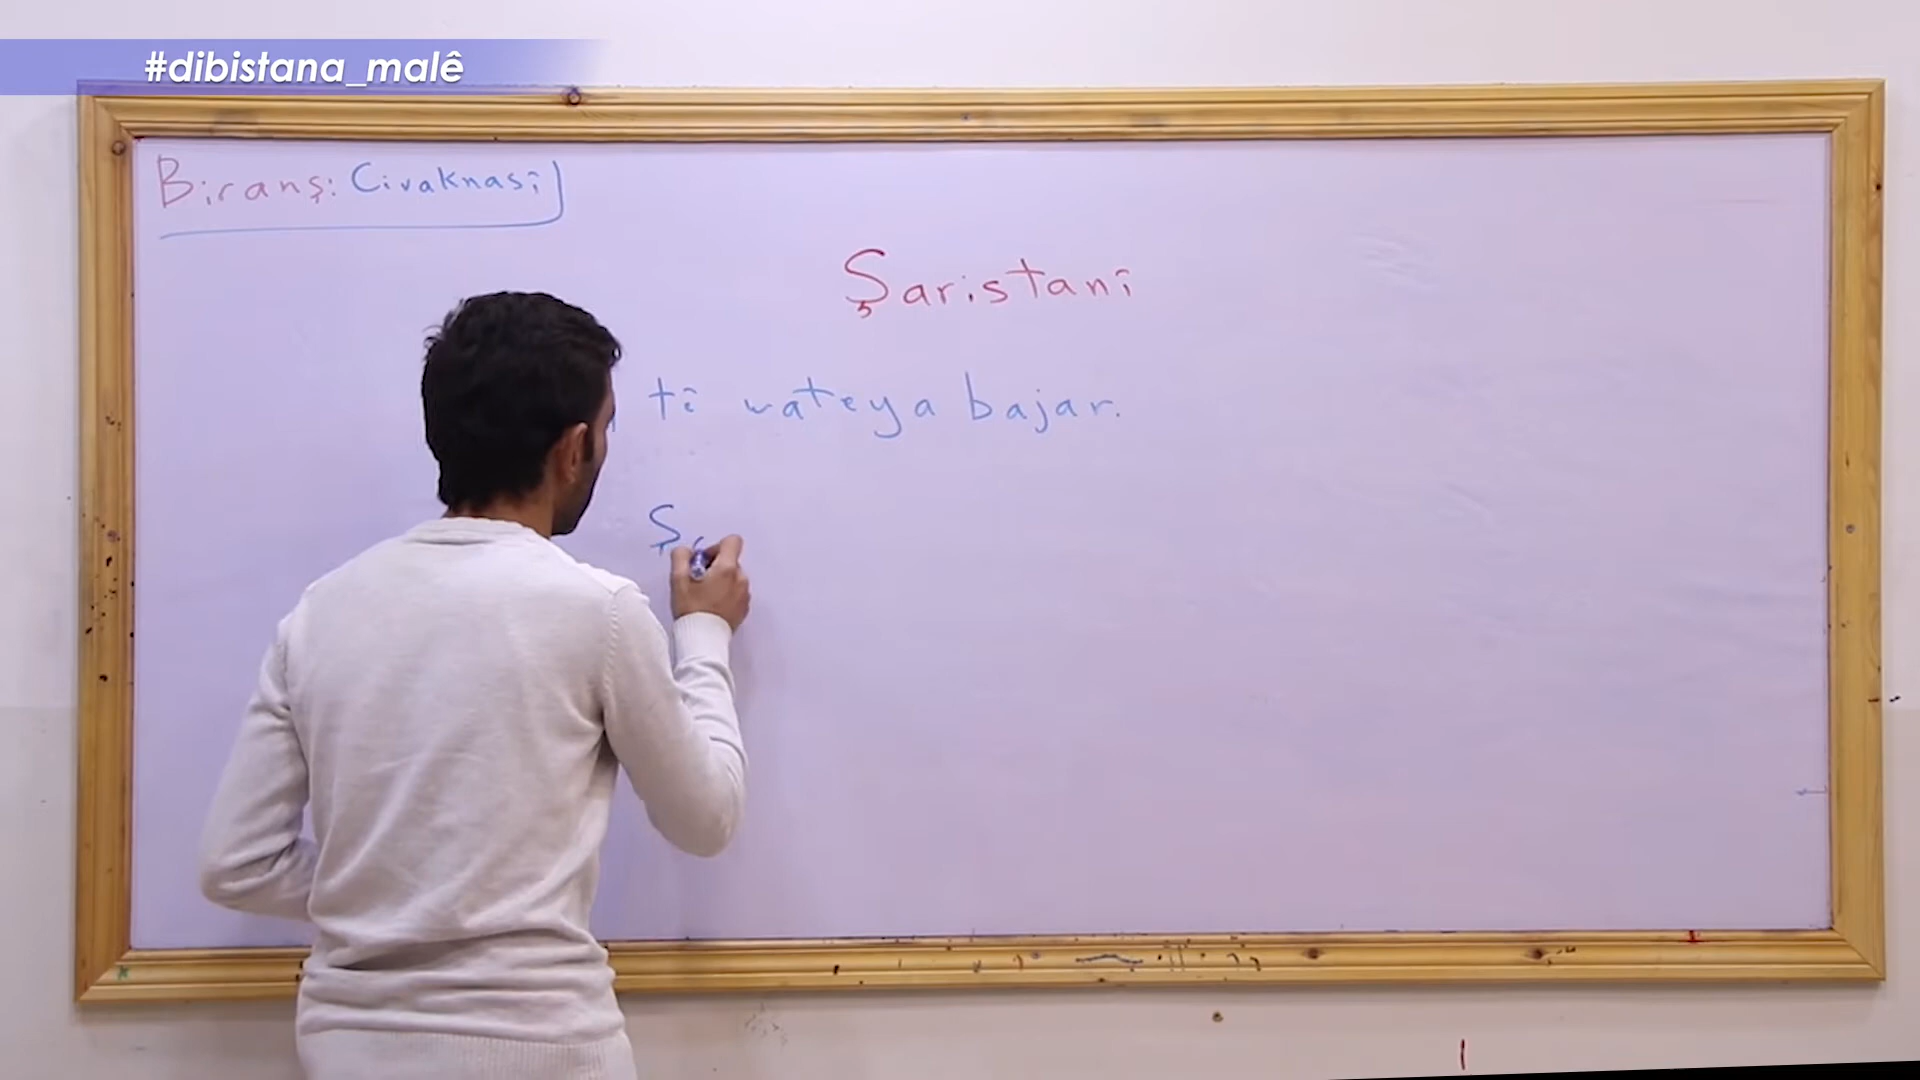 #dibistana_malê
Biranş: Civaknasî
Şaristanî
tê wateya bajar.
Ş